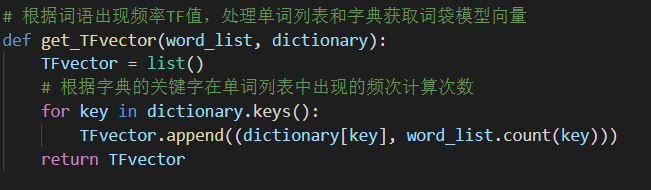 # 根据词语出现频率TF值，处理单词列表和字典获取词袋模型向量
def get_TFvector(word_list, dictionary):
    TFvector = list()
    # 根据字典的关键字在单词列表中出现的频次计算次数
    for key in dictionary.keys():
        TFvector.append((dictionary[key], word_list.count(key)))
    return TFvector